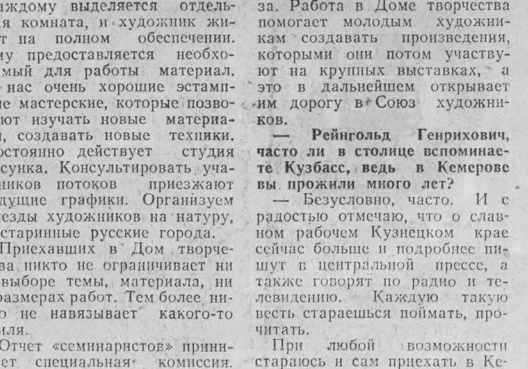 аждому выделяется отдель-
я комната, и художник жи-
т на полном обеспечении.
му предоставляется необхо-
мый для работы материал.
нас очень хорошие эстамп-
е мастерские, которые позво-
ют изучать новые материа-
, создавать новые техники.
остоянно действует студия
сунка. Консультировать уча-
ников потоков приезжают
дущие графики. Организуем
езды художников на натуру,
старинные русские города.
Приехавших в Дом творче-
ва никто не ограничивает ни
выборе темы, материала, ни
размерах работ. Тем более ни-
о не навязывает какого-то
иля.
Отчет «семинаристов» прини-
ет специальная комиссия.
за. Работа в Доме творчества
помогает молодым художни-
кам создавать произведения,
которыми они потом участву-
ют на крупных выставках, а
это в дальнейшем открывает
им дорогу в Союз художни-
ков.
— Рейнгольд Генрихович,
часто ли в столице вспоминае-
те Кузбасс, ведь в Кемерове
вы прожили много лет?
— Безусловно, часто. И с
радостью отмечаю, что о слав-
ном рабочем Кузнецком крае
сейчас больше и подробнее пи-
шут в центральной прессе, а
также говорят по радио и те-
левидению. Каждую такую
весть стараешься поймать, про-
читать.
При любой возможности
стараюсь и сам приехать в Ке-